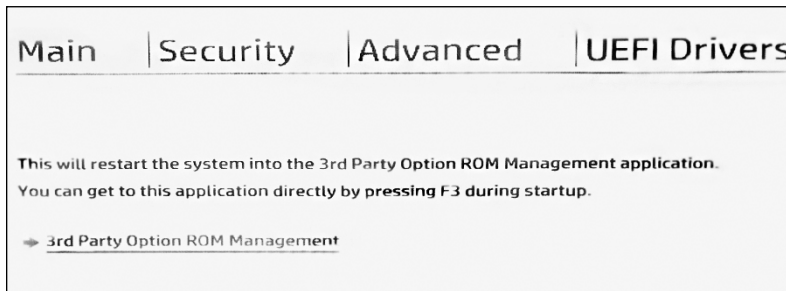 Main Security Advanced UEFI Drivers
This will restart the system into the 3rd Party Option ROM Management application.
You can get to this application directly by pressing F3 during startup.
3rd Party Option ROM Management